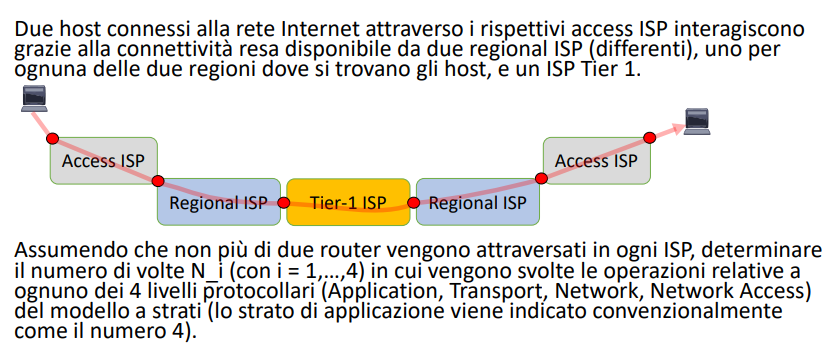 Due host connessi alla rete Internet attraverso i rispettivi access ISP interagiscono
grazie alla connettività resa disponibile da due regional ISP (differenti), uno per
ognuna delle due regioni dove si trovano gli host, e un ISP Tier 1.
Access ISP
Access ISP
Regional ISP
Tier-1 ISP
Regional ISP
Assumendo che non più di due router vengono attraversati in ogni ISP, determinare
il numero di volte N_i (con i = 1,...,4) in cui vengono svolte le operazioni relative a
ognuno dei 4 livelli protocollari (Application, Transport, Network, Network Access)
del modello a strati (lo strato di applicazione viene indicato convenzionalmente
come il numero 4).